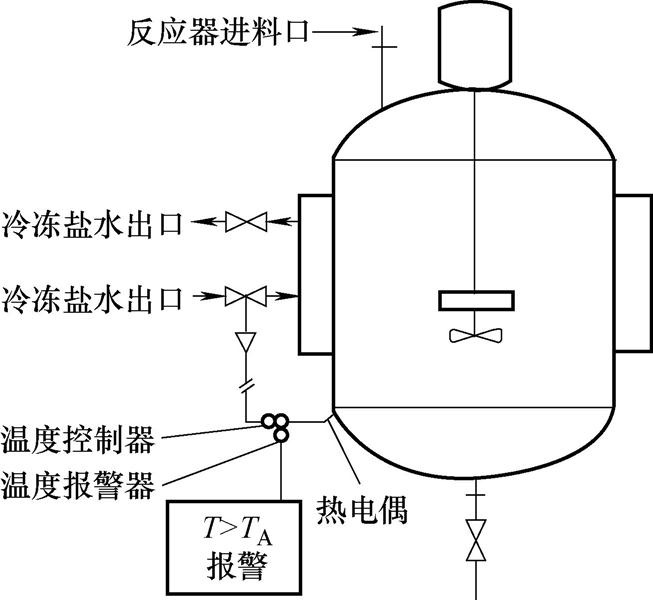 反应器进料口
冷冻盐水出口
冷冻盐水出口
温度控制器
温度报警器
热电偶
T>T_A
报警